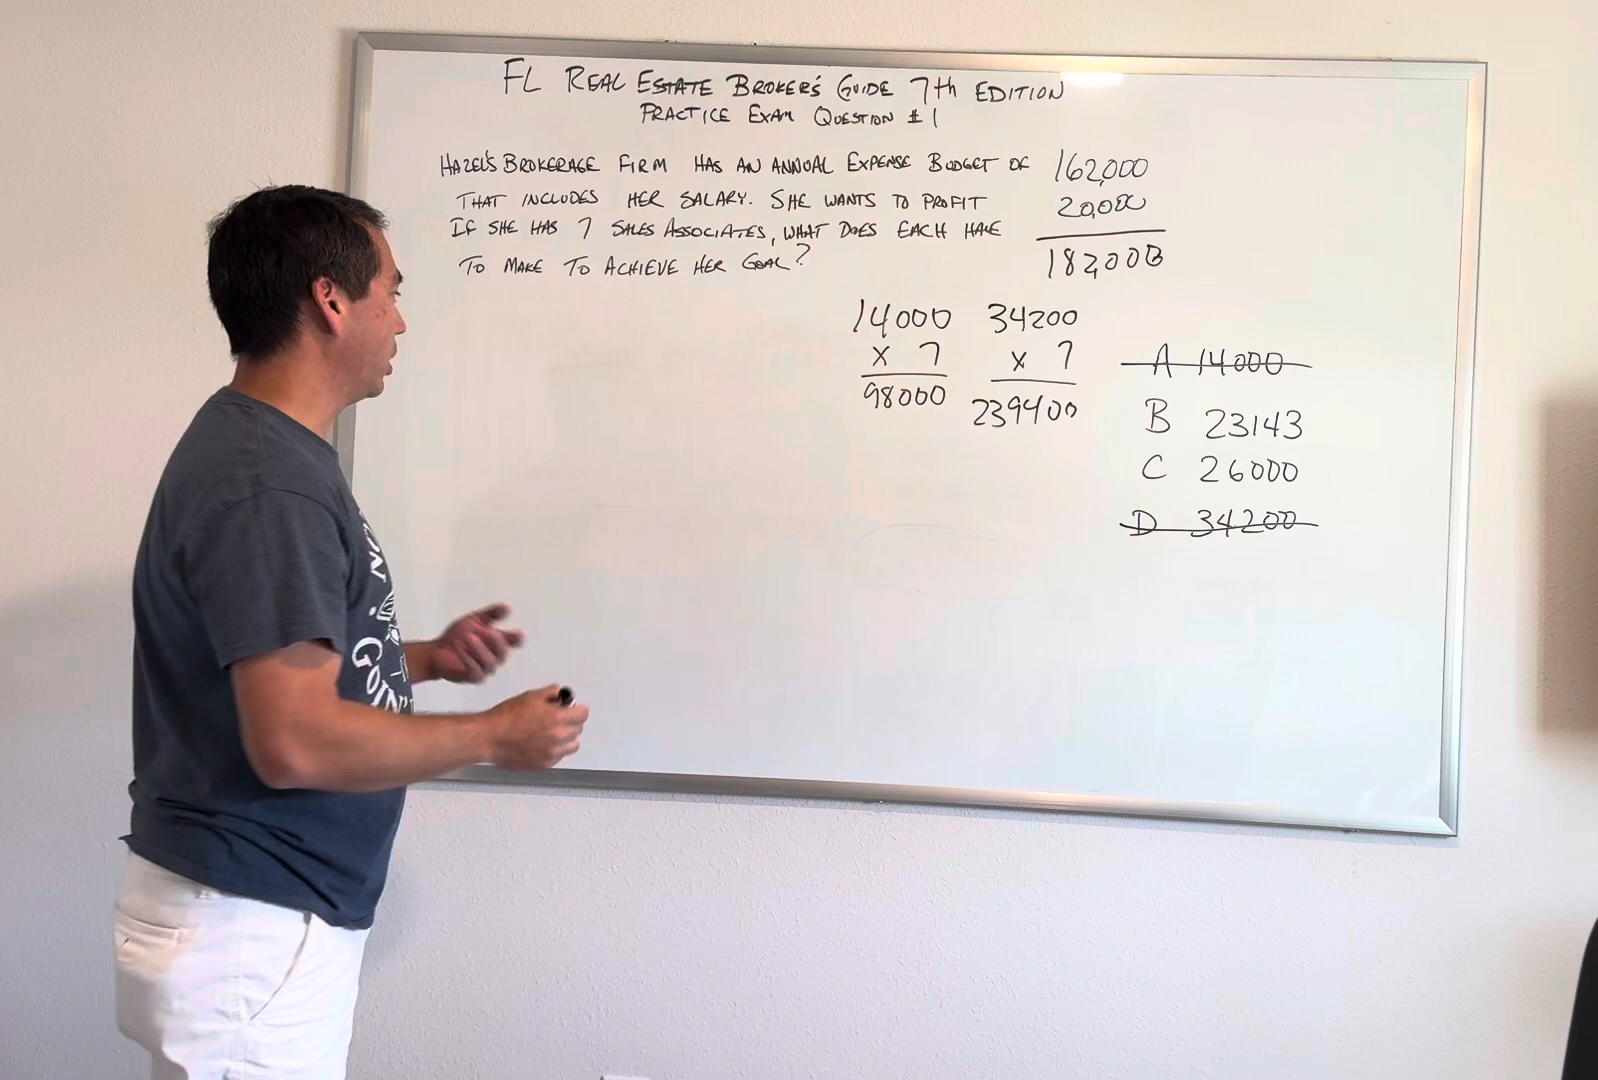 FL REAL ESTATE BROKER'S GUIDE 7th EDITION
PRACTICE EXAM QUESTION #1
HAZEL'S BROKERAGE FIRM HAS AN ANNUAL EXPENSE BUDGET OF 162,000
THAT INCLUDES HER SALARY. SHE WANTS TO PROFIT 20,000
IF SHE HAS 7 SALES ASSOCIATES, WHAT DOES EACH HAVE
182,000
TO MAKE TO ACHIEVE HER GOAL?
14000 34200
x 7 x 7
98000 239400
A 14000
B 23143
C 26000
D 34200